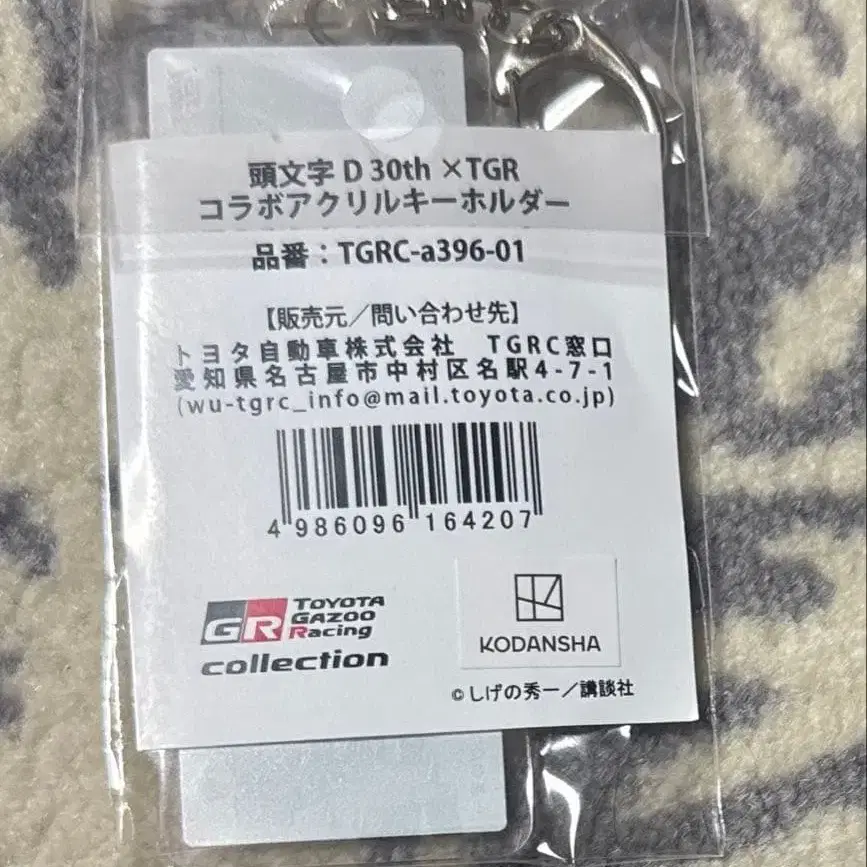 頭文字 D 30th ×TGR
コラボアクリルキーホルダー
品番：TGRC-a396-01
【販売元／問い合わせ先】
トヨタ自動車株式会社　TGRC窓口
愛知県名古屋市中村区名駅4-7-1
(wu-tgrc_info@mail.toyota.co.jp)
4 986096 164207
GR TOYOTA
GAZOO
Racing
collection
KODANSHA
©しげの秀一／講談社